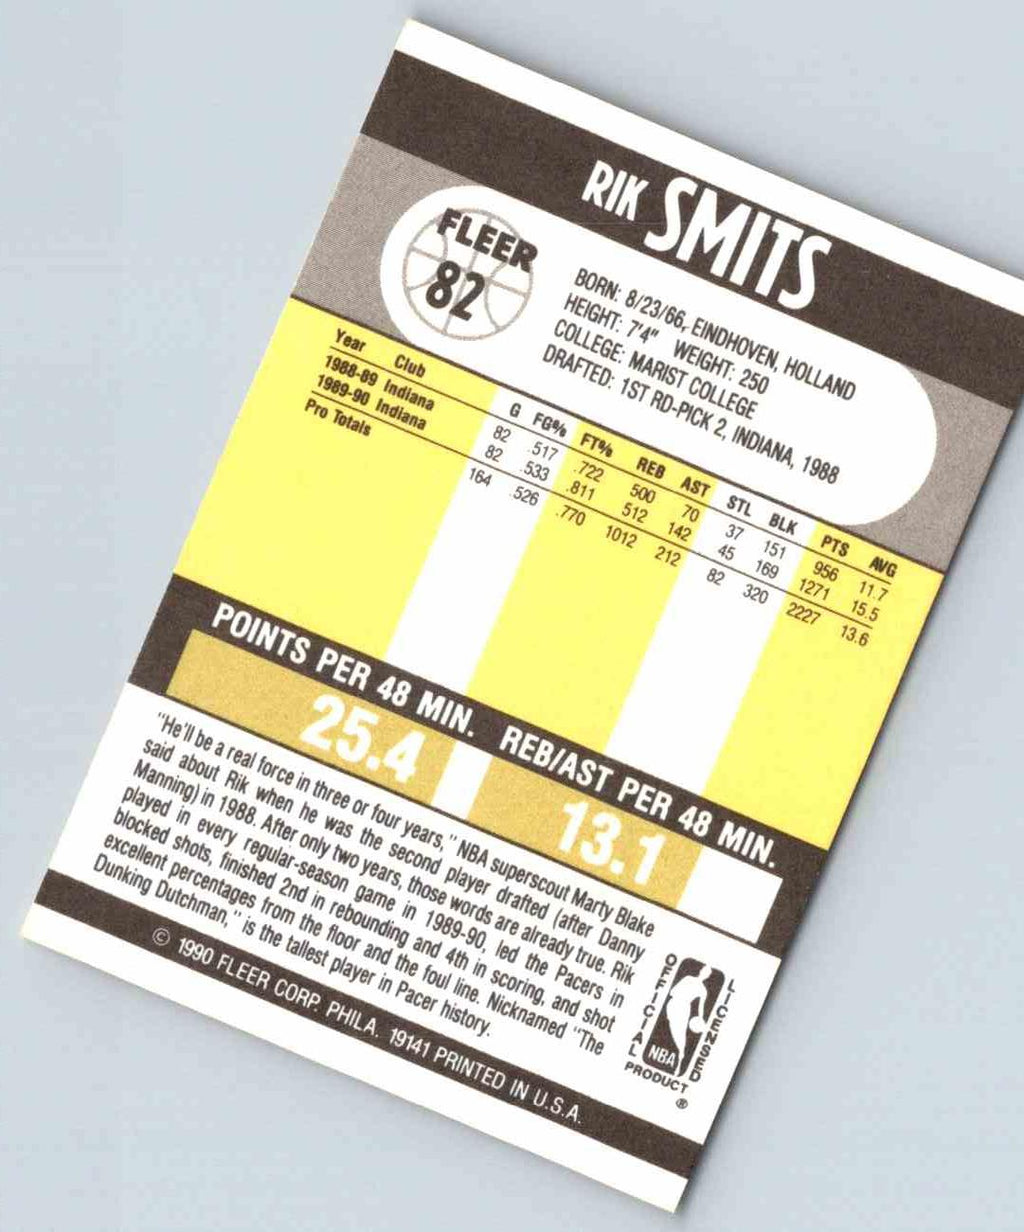 RIK SMITS
FLEER
82
BORN: 8/23/66, EINDHOVEN, HOLLAND
HEIGHT: 7'4" WEIGHT: 250
COLLEGE: MARIST COLLEGE
DRAFTED: 1ST RD-PICK 2, INDIANA, 1988
Year Club G FG% FT% REB AST STL BLK PTS AVG
1988-89 Indiana 82 .517 .722 500 70 37 151 956 11.7
1989-90 Indiana 82 .533 .811 512 142 45 169 1271 15.5
Pro Totals 164 .526 .770 1012 212 82 320 2227 13.6
POINTS PER 48 MIN. REB/AST PER 48 MIN.
25.4 13.1
"He'll be a real force in three or four years," NBA superscout Marty Blake
said about Rik when he was the second player drafted (after Danny
Manning) in 1988. After only two years, those words are already true. Rik
played in every regular-season game in 1989-90, led the Pacers in
blocked shots, finished 2nd in rebounding and 4th in scoring, and shot
excellent percentages from the floor and the foul line. Nicknamed "The
Dunking Dutchman," is the tallest player in Pacer history.
OFFICIAL LICENSED
NBA
PRODUCT
®
© 1990 FLEER CORP. PHILA. 19141 PRINTED IN U.S.A.